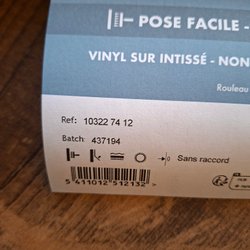 POSE FACILE -
VINYL SUR INTISSÉ - NON
Rouleau
Ref: 10322 74 12
Batch: 437194
Sans raccord
5 411012 512132 >